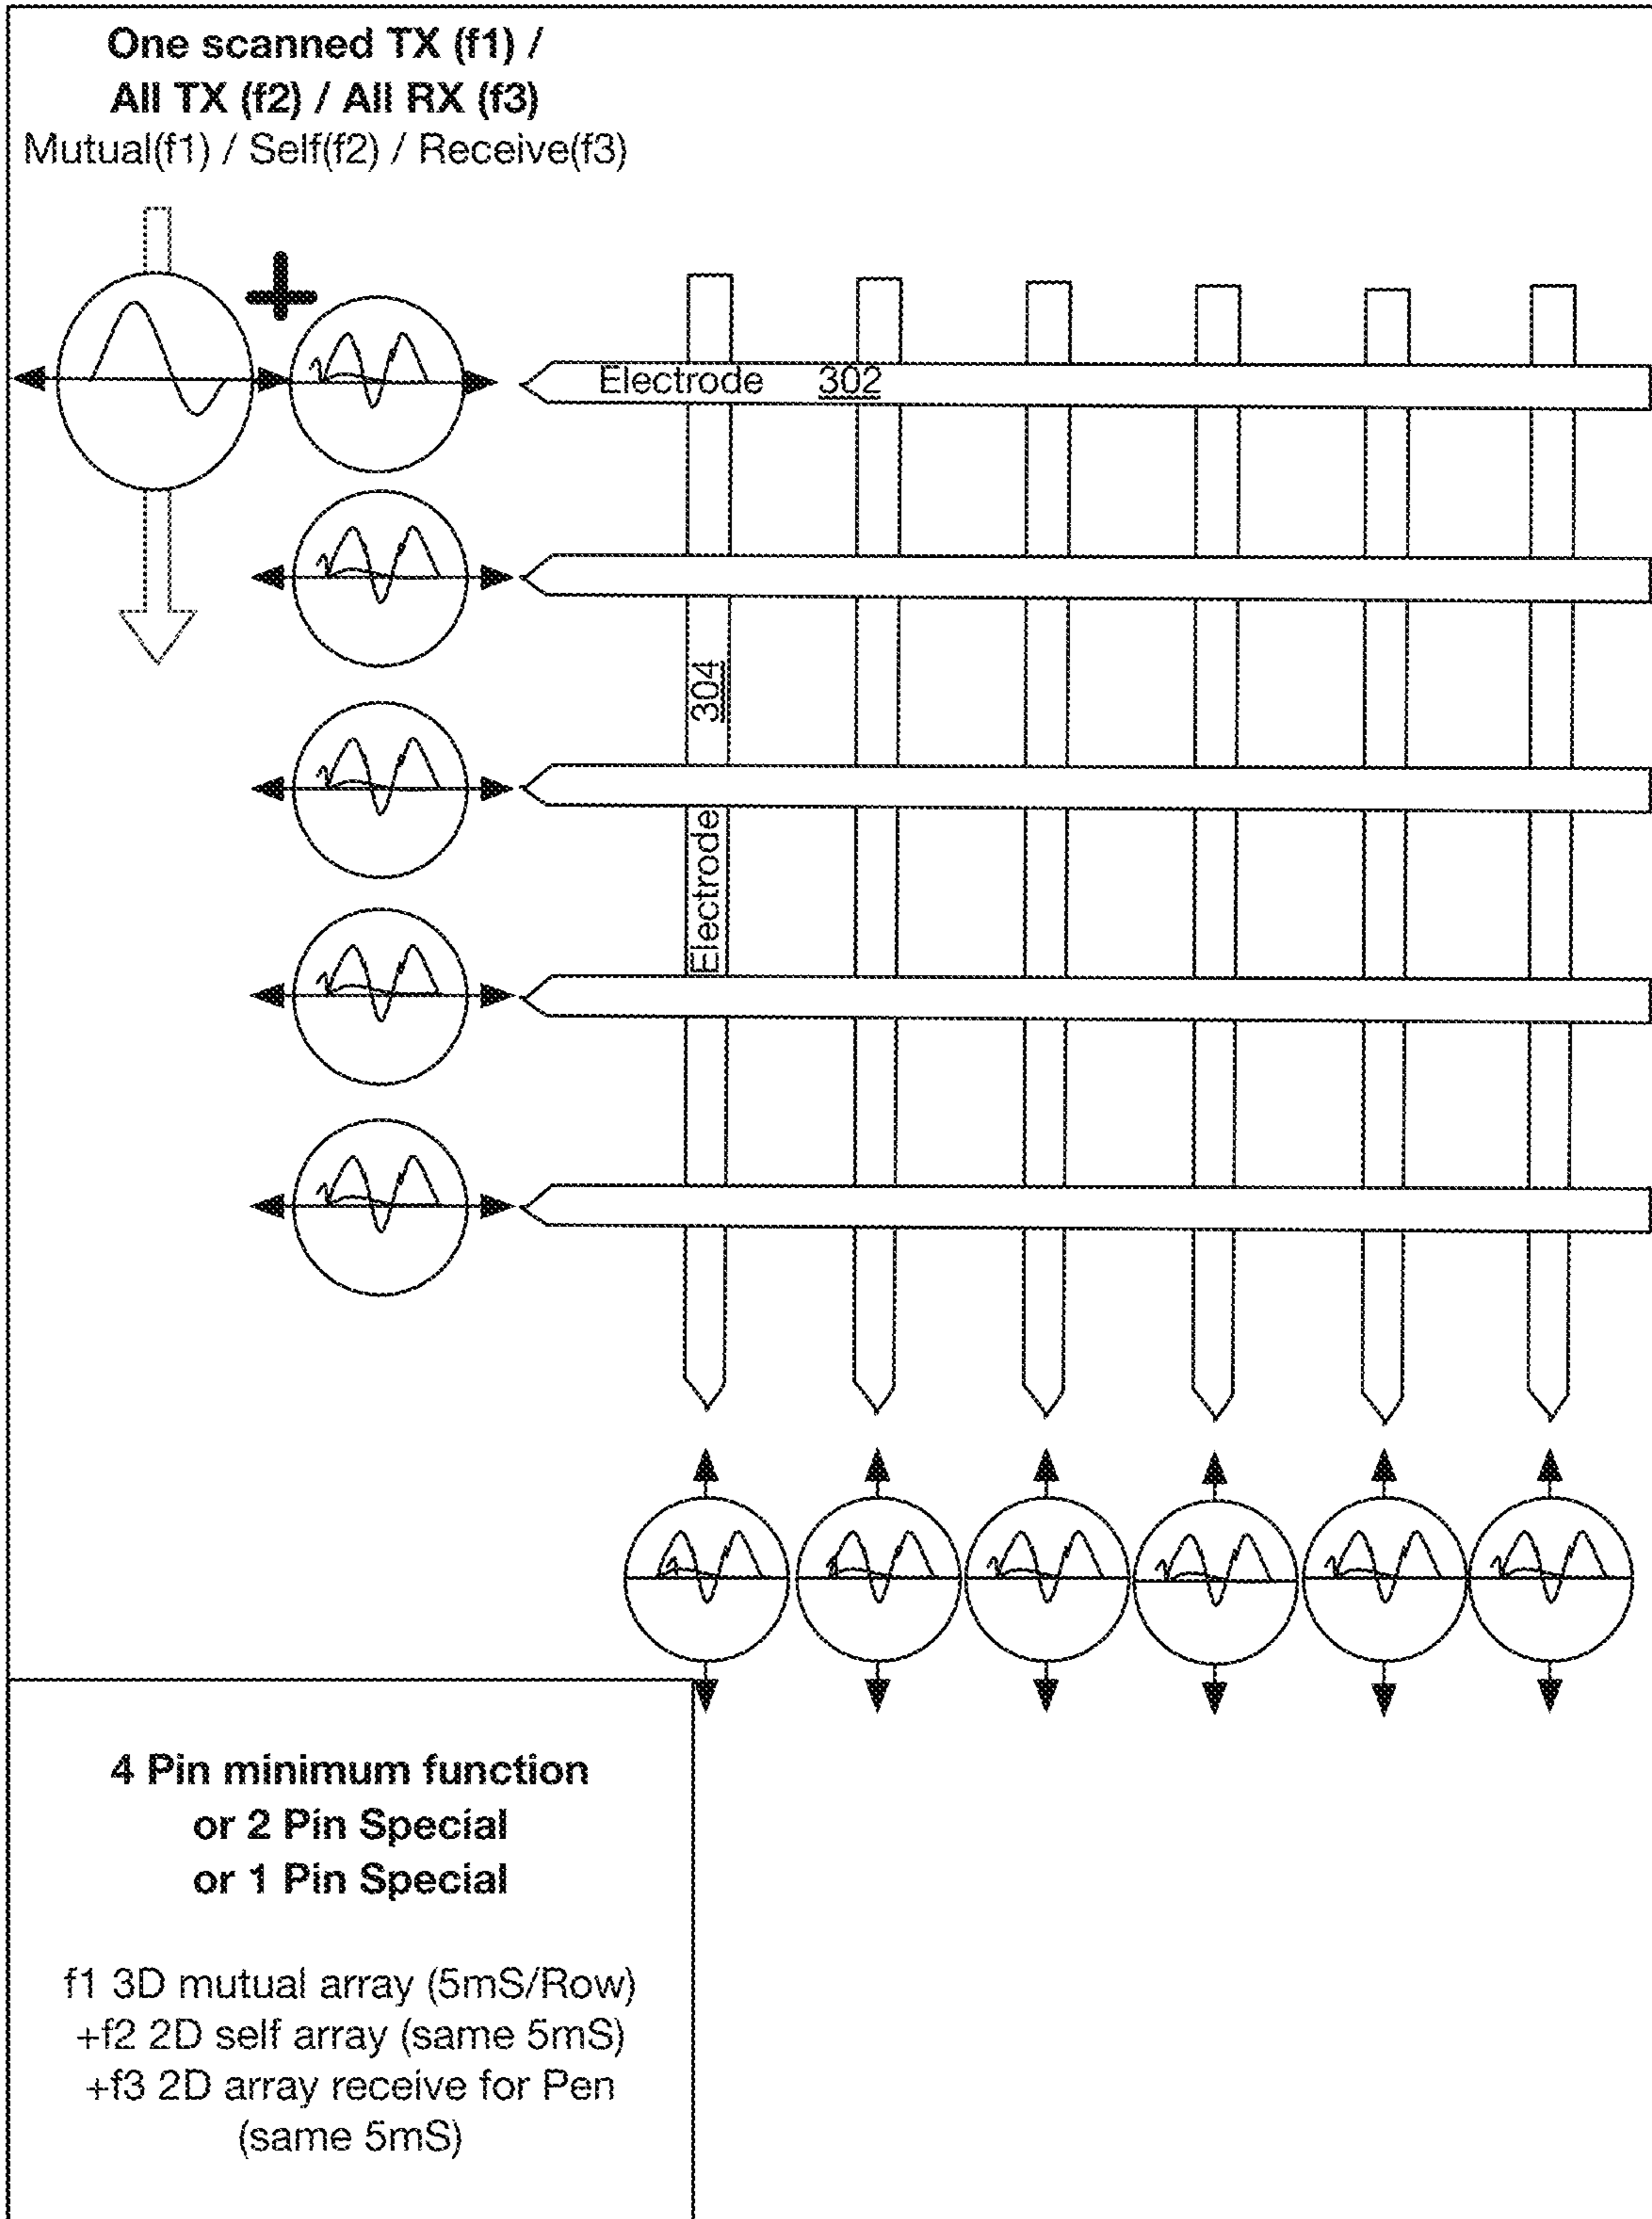 One scanned TX (f1) /
All TX (f2) / All RX (f3)
Mutual(f1) / Self(f2) / Receive(f3)
Electrode 302
Electrode 304
4 Pin minimum function
or 2 Pin Special
or 1 Pin Special
f1 3D mutual array (5mS/Row)
+f2 2D self array (same 5mS)
+f3 2D array receive for Pen
(same 5mS)